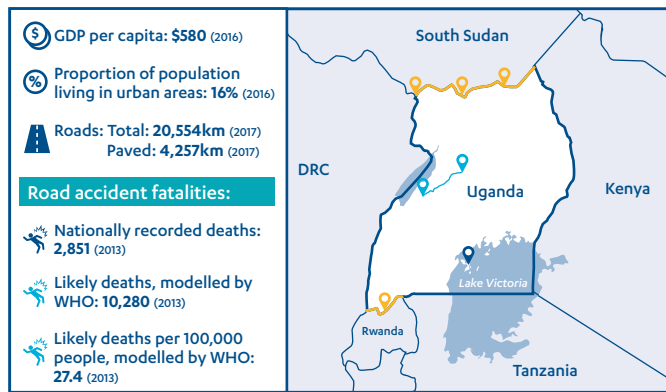 GDP per capita: $580 (2016)
Proportion of population
living in urban areas: 16% (2016)
Roads: Total: 20,554km (2017)
Paved: 4,257km (2017)
Road accident fatalities:
Nationally recorded deaths:
2,851 (2013)
Likely deaths, modelled by
WHO: 10,280 (2013)
Likely deaths per 100,000
people, modelled by WHO:
27.4 (2013)
South Sudan
DRC
Uganda
Kenya
Lake Victoria
Rwanda
Tanzania